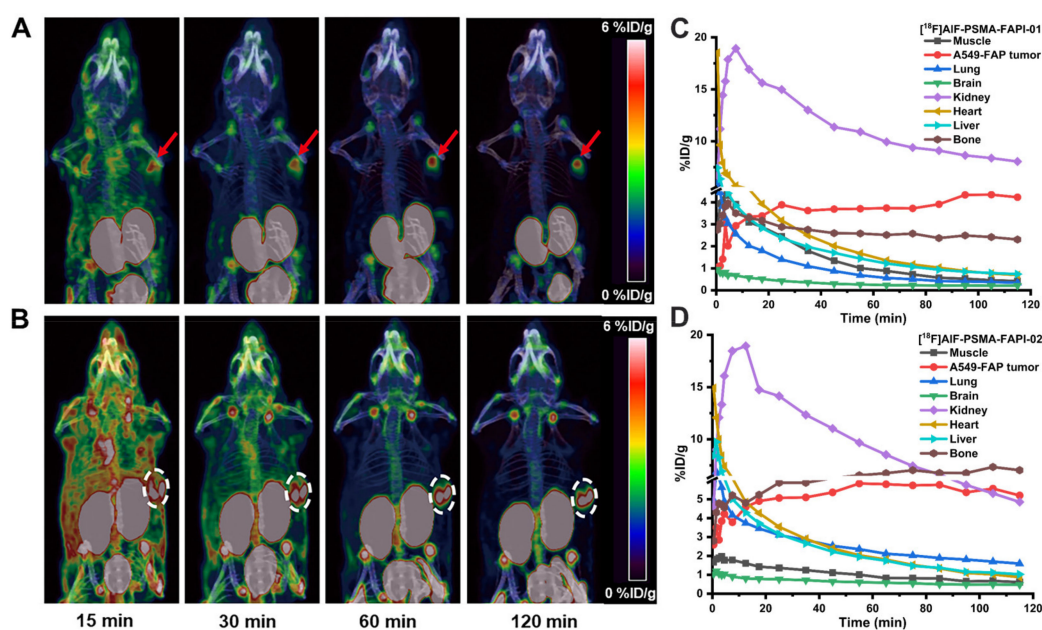 A
6 %ID/g
0 %ID/g
B
6 %ID/g
0 %ID/g
15 min
30 min
60 min
120 min
C
[¹⁸F]AlF-PSMA-FAPI-01
Muscle
A549-FAP tumor
Lung
Brain
Kidney
Heart
Liver
Bone
%ID/g
20
15
10
4
3
2
1
0
0 20 40 60 80 100 120
Time (min)
D
[¹⁸F]AlF-PSMA-FAPI-02
Muscle
A549-FAP tumor
Lung
Brain
Kidney
Heart
Liver
Bone
%ID/g
20
15
10
5
4
3
2
1
0
0 20 40 60 80 100 120
Time (min)